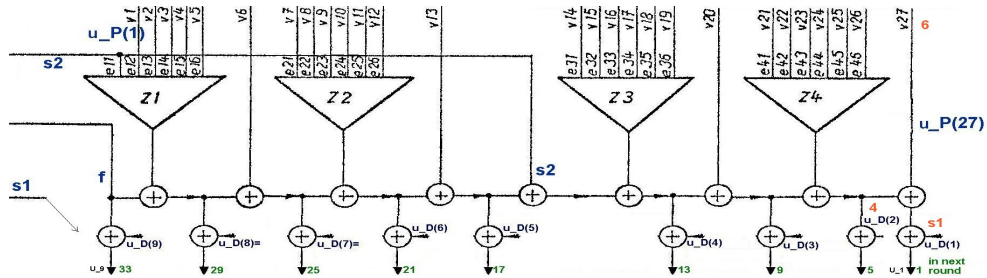 v1 v2 v3 v4 v5 v6 v7 v8 v9 v10 v11 v12 v13 v14 v15 v16 v17 v18 v19 v20 v21 v22 v23 v24 v25 v26 v27 6
u_P(1)
s2
e11 e12 e13 e14 e15 e16 e21 e22 e23 e24 e25 e26 e31 e32 e33 e34 e35 e36 e41 e42 e43 e44 e45 e46
Z1 Z2 Z3 Z4
u_P(27)
s1 f s2
4 s1
u_D(9) u_D(8)= u_D(7)= u_D(6) u_D(5) u_D(4) u_D(3) u_D(2) u_D(1)
u_9 33 29 25 21 17 13 9 5 u_1 1 in next
round